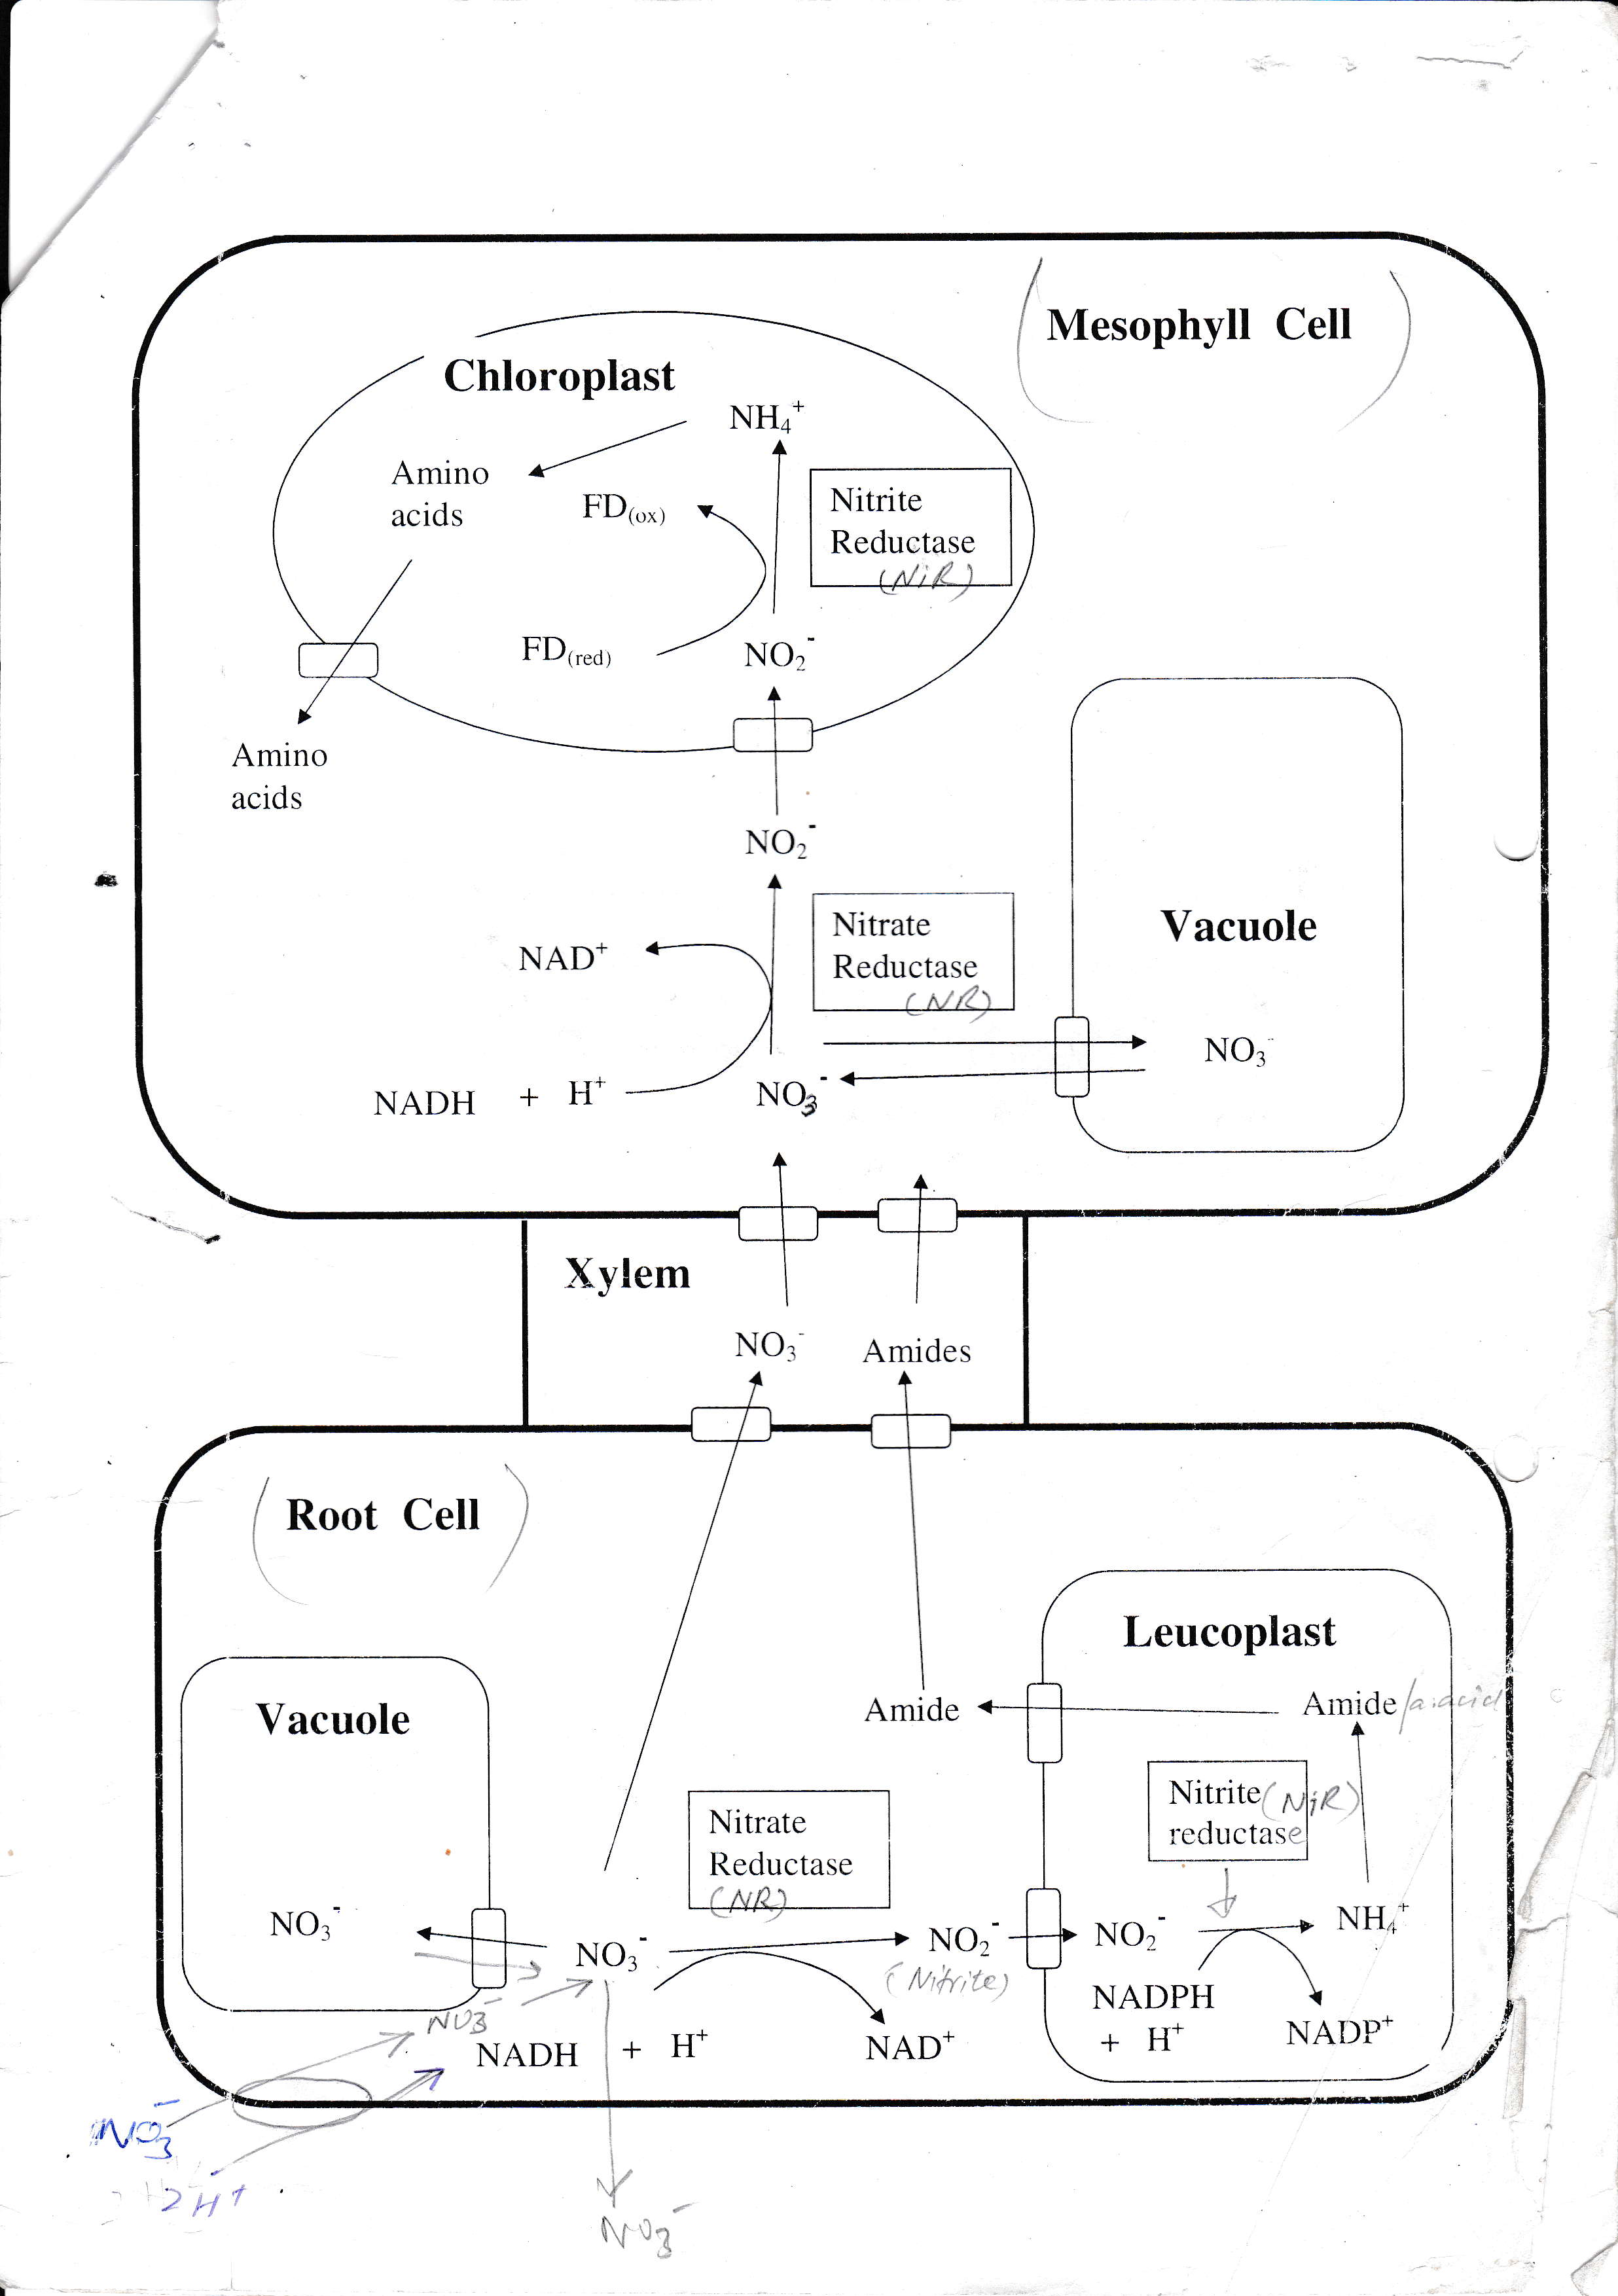 Mesophyll Cell
Chloroplast
NH₄⁺
Amino
acids
FD(ox)
Nitrite
Reductase
(NiR)
FD(red)
NO₂⁻
Amino
acids
NO₂⁻
Nitrate
Reductase
(NR)
Vacuole
NAD⁺
NO₃⁻
NADH + H⁺
NO₃⁻
Xylem
NO₃⁻
Amides
Root Cell
Leucoplast
Vacuole
Amide
Amide/a.acid
Nitrate
Reductase
(NR)
Nitrite (NiR)
reductase
NO₃⁻
NO₃⁻
NO₂⁻
(Nitrite)
NO₂⁻
NH₄⁺
NO₃⁻
NADH + H⁺
NAD⁺
NADPH
+ H⁺
NADP⁺
NO₃⁻
2H⁺
NO₃⁻